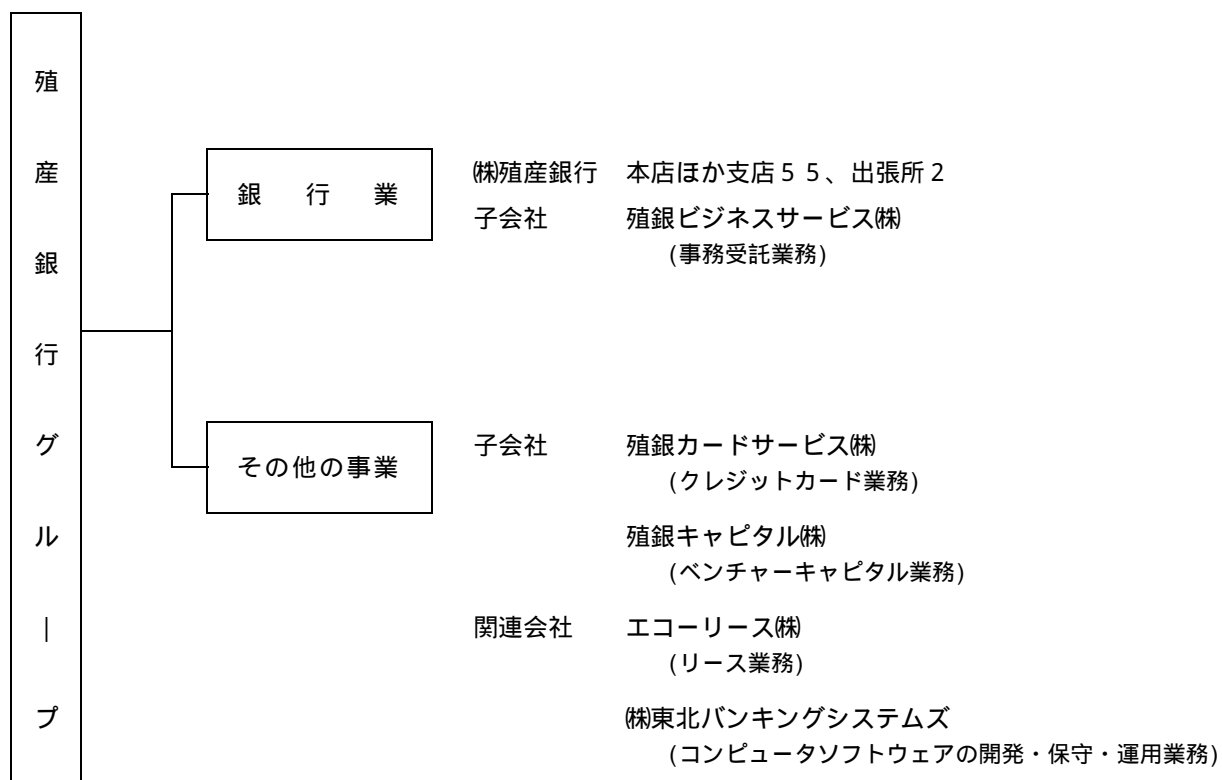 殖産銀行グループ
銀行業
㈱殖産銀行 本店ほか支店55、出張所2
子会社 殖銀ビジネスサービス㈱
(事務受託業務)
その他の事業
子会社 殖銀カードサービス㈱
(クレジットカード業務)
殖銀キャピタル㈱
(ベンチャーキャピタル業務)
関連会社 エコーリース㈱
(リース業務)
㈱東北バンキングシステムズ
(コンピュータソフトウェアの開発・保守・運用業務)